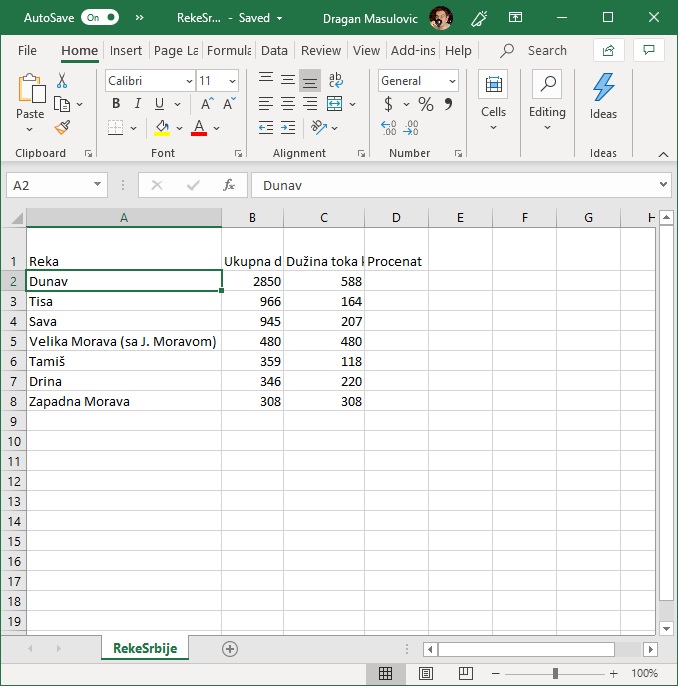 AutoSave On RekeSr... - Saved Dragan Masulovic
File Home Insert Page La Formula Data Review View Add-ins Help Search
Paste Calibri 11 General Cells Editing Ideas
B I U A A ab c $ % 9 .00 .0
Clipboard Font Alignment Number Ideas
A2 fx Dunav
A B C D E F G H
1 Reka Ukupna d Dužina toka Procenat
2 Dunav 2850 588
3 Tisa 966 164
4 Sava 945 207
5 Velika Morava (sa J. Moravom) 480 480
6 Tamiš 359 118
7 Drina 346 220
8 Zapadna Morava 308 308
9
10
11
12
13
14
15
16
17
18
19
RekeSrbije
100%